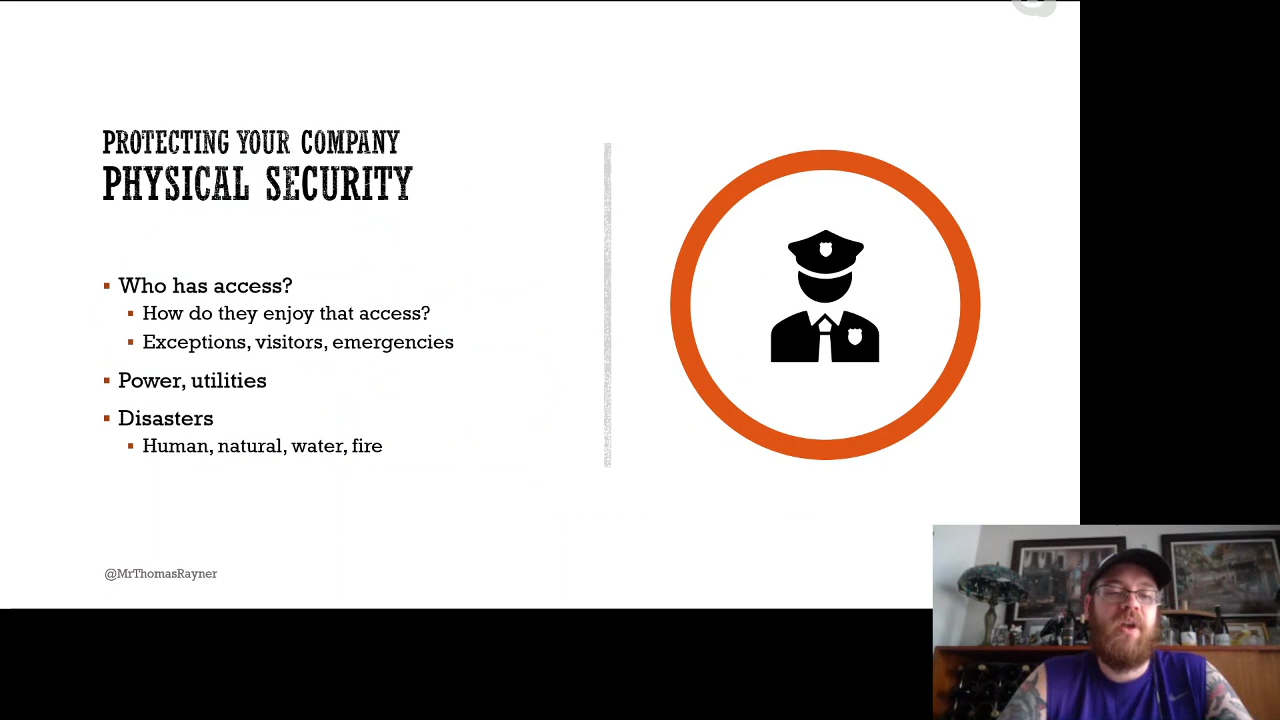 PROTECTING YOUR COMPANY
PHYSICAL SECURITY
Who has access?
How do they enjoy that access?
Exceptions, visitors, emergencies
Power, utilities
Disasters
Human, natural, water, fire
@MrThomasRayner